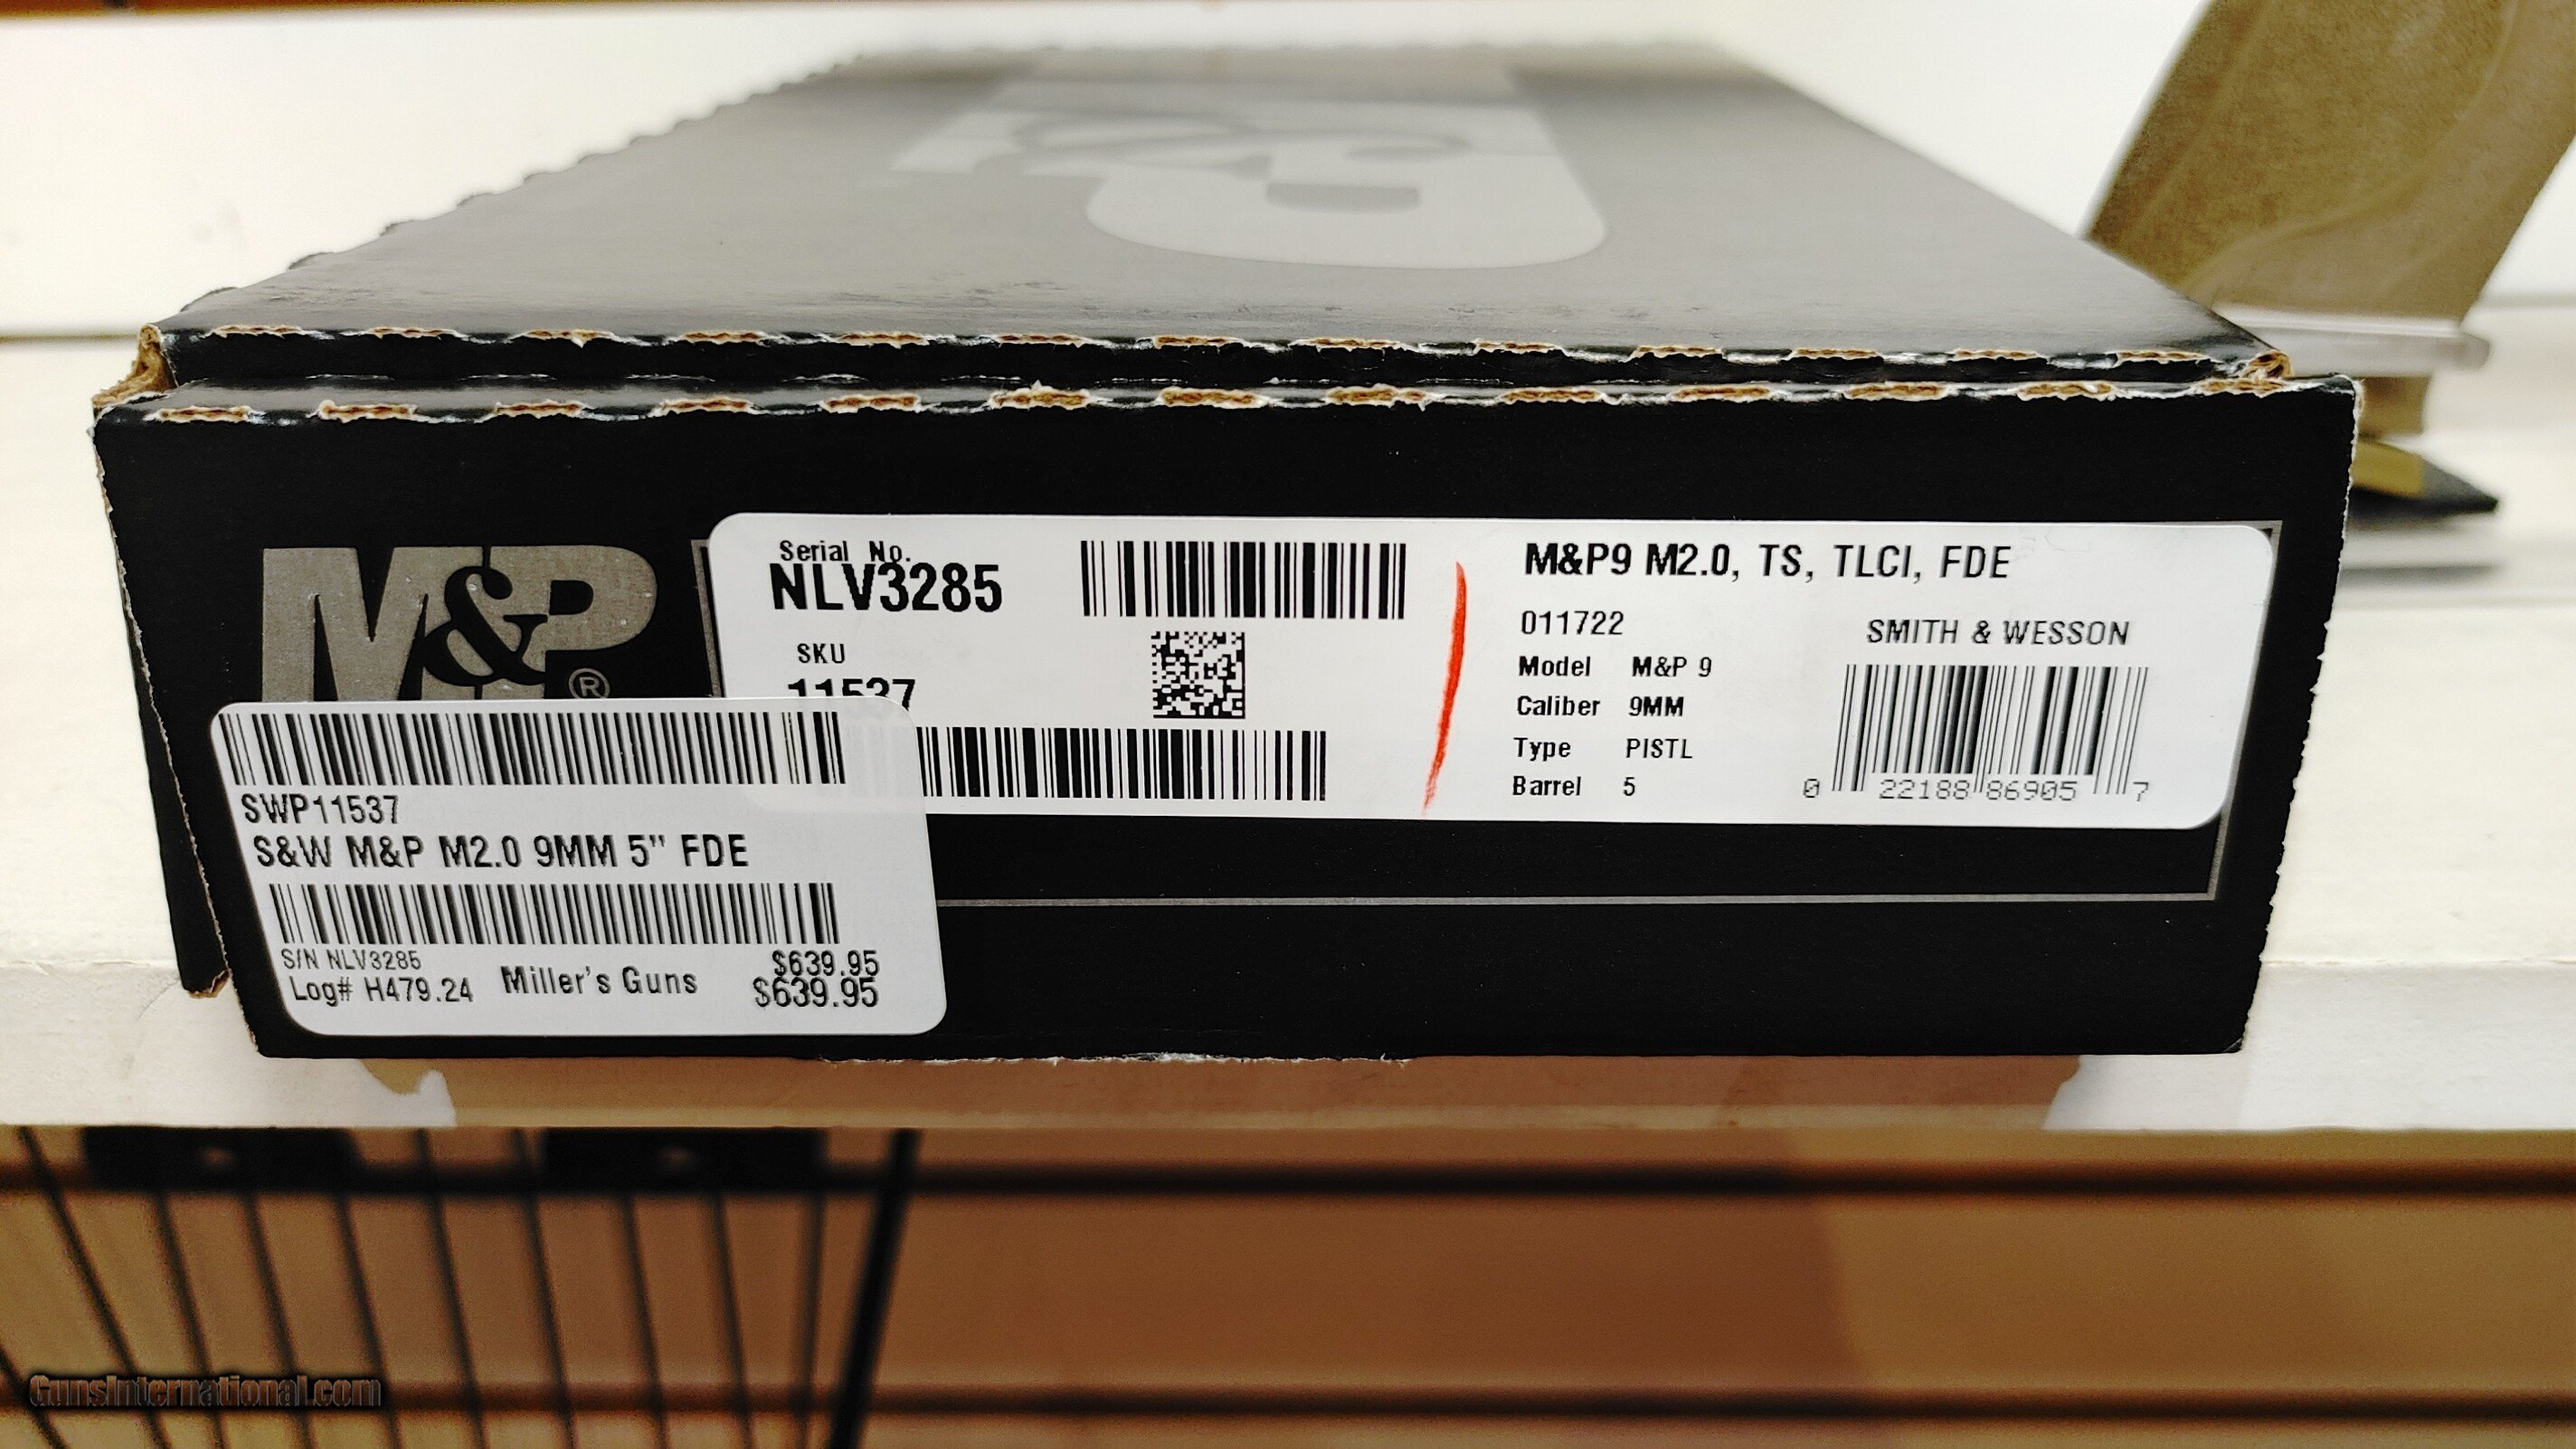 M&P®
Serial No.
NLV3285
SKU
11537
M&P9 M2.0, TS, TLCI, FDE
011722
SMITH & WESSON
Model M&P 9
Caliber 9MM
Type PISTL
Barrel 5
0 22188 86905 7
SWP11537
S&W M&P M2.0 9MM 5" FDE
S/N NLV3285
$639.95
Log# H479.24 Miller's Guns $639.95
GunsInternational.com